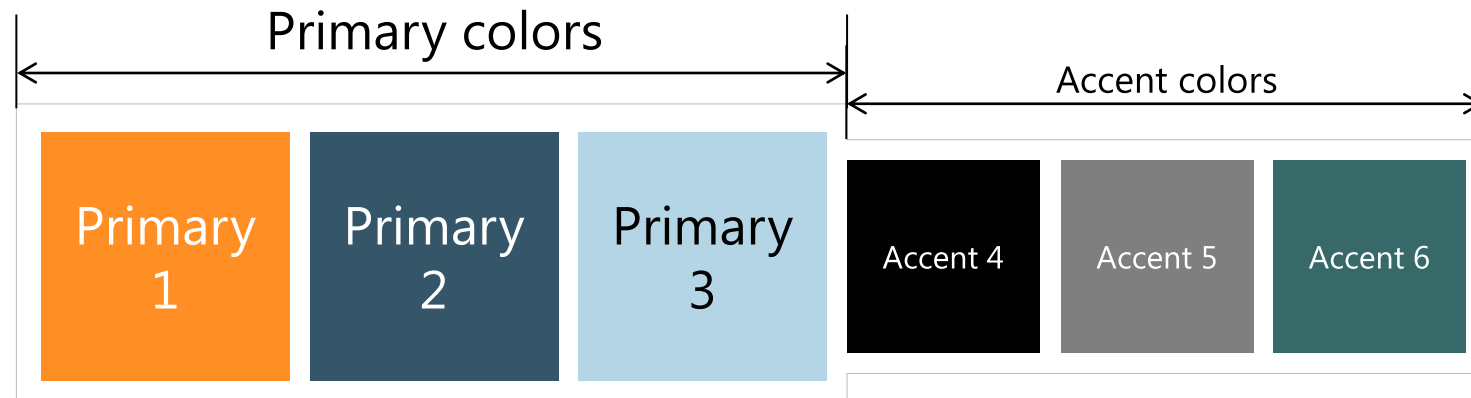 Primary colors
Accent colors
Primary
1
Primary
2
Primary
3
Accent 4
Accent 5
Accent 6